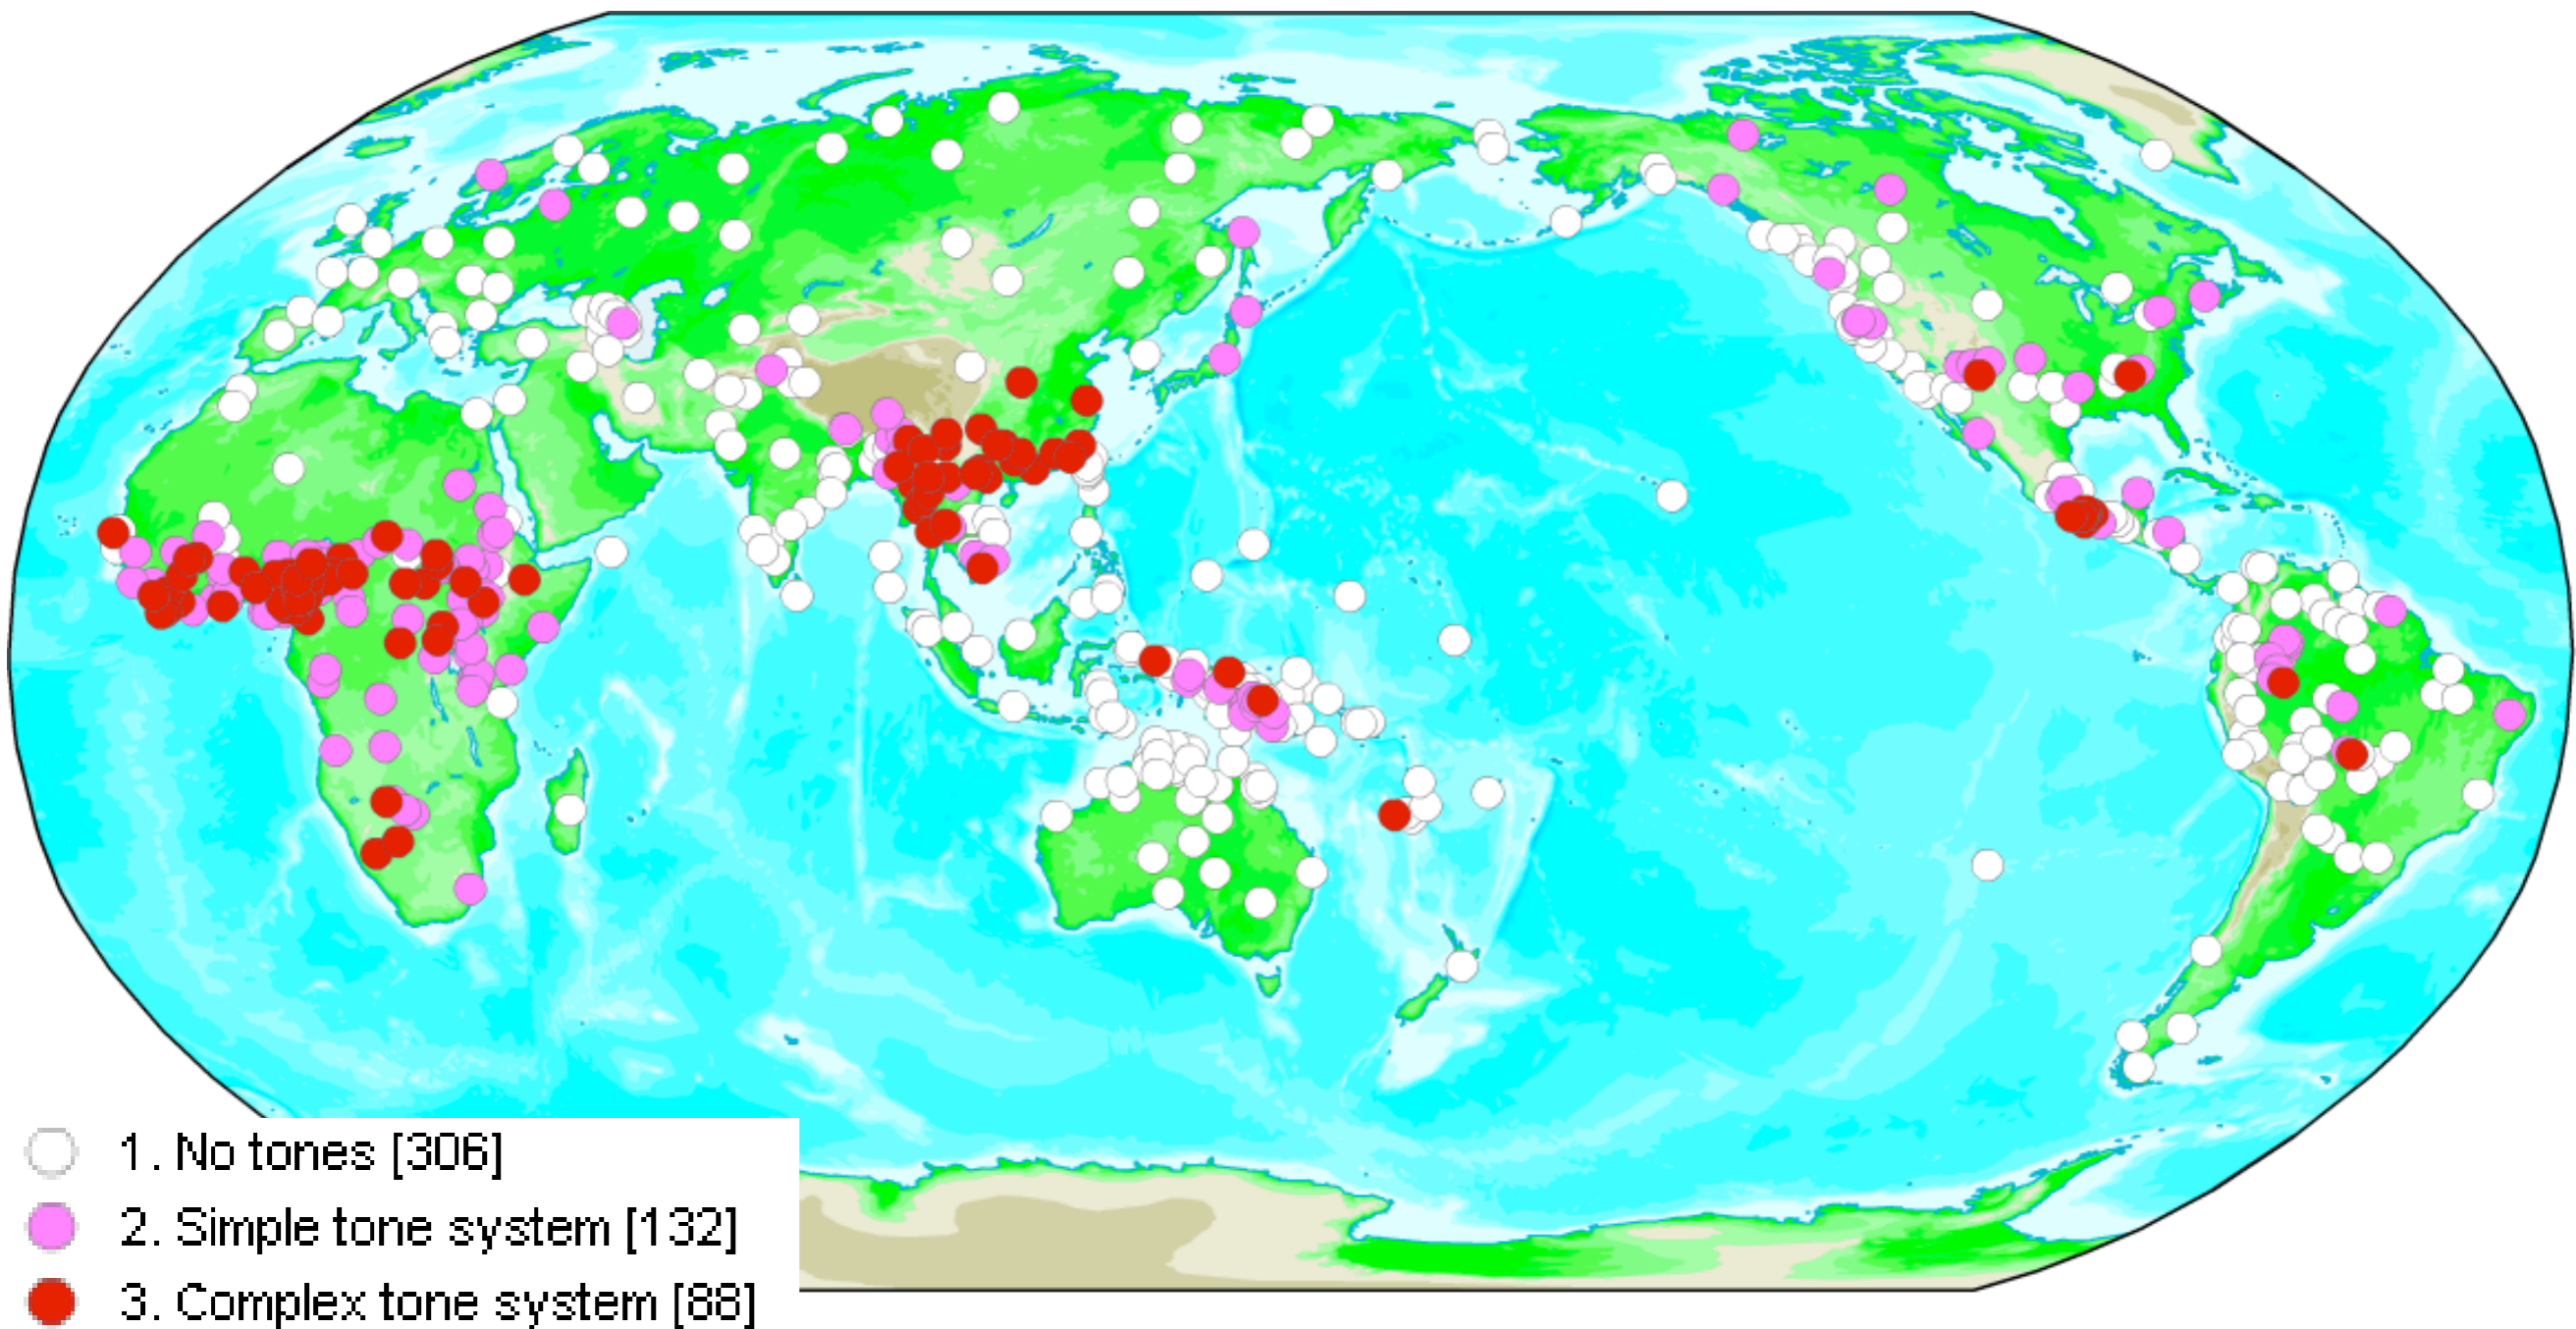 1. No tones [306]
2. Simple tone system [132]
3. Complex tone system [88]